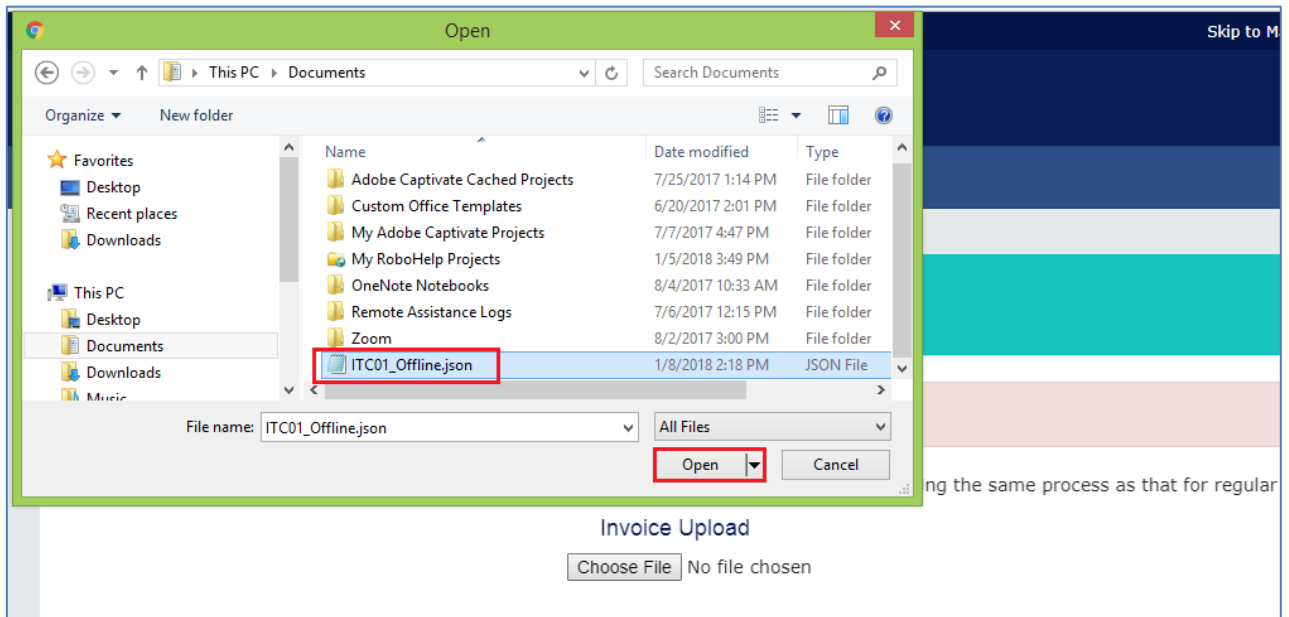 Open
Skip to M
This PC Documents
Search Documents
Organize
New folder
Name Date modified Type
Favorites
Desktop
Recent places
Downloads
This PC
Desktop
Documents
Downloads
Music
Adobe Captivate Cached Projects 7/25/2017 1:14 PM File folder
Custom Office Templates 6/20/2017 2:01 PM File folder
My Adobe Captivate Projects 7/7/2017 4:47 PM File folder
My RoboHelp Projects 1/5/2018 3:49 PM File folder
OneNote Notebooks 8/4/2017 10:33 AM File folder
Remote Assistance Logs 7/6/2017 12:15 PM File folder
Zoom 8/2/2017 3:00 PM File folder
ITC01_Offline.json 1/8/2018 2:18 PM JSON File
File name: ITC01_Offline.json
All Files
Open
Cancel
ing the same process as that for regular
Invoice Upload
Choose File No file chosen